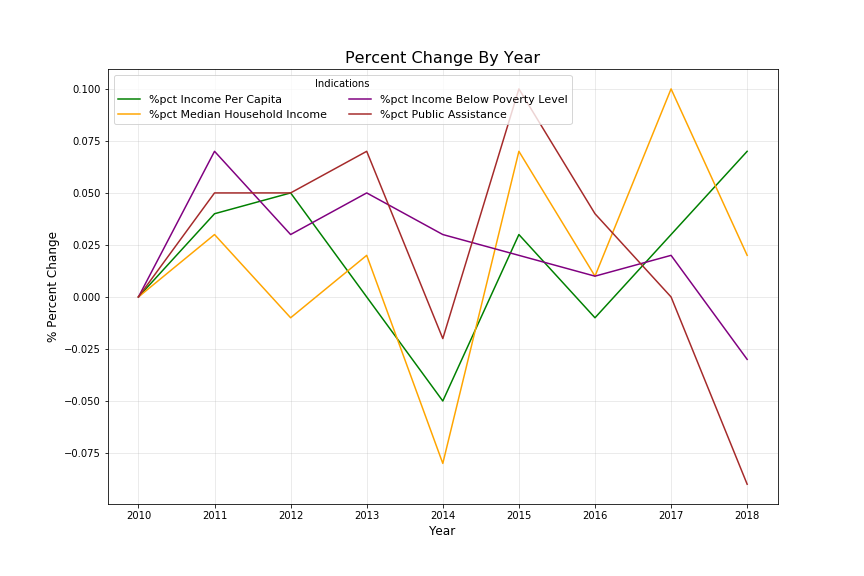 Percent Change By Year
Indications
%pct Income Per Capita
%pct Median Household Income
%pct Income Below Poverty Level
%pct Public Assistance
0.100
0.075
0.050
0.025
0.000
−0.025
−0.050
−0.075
% Percent Change
2010 2011 2012 2013 2014 2015 2016 2017 2018
Year